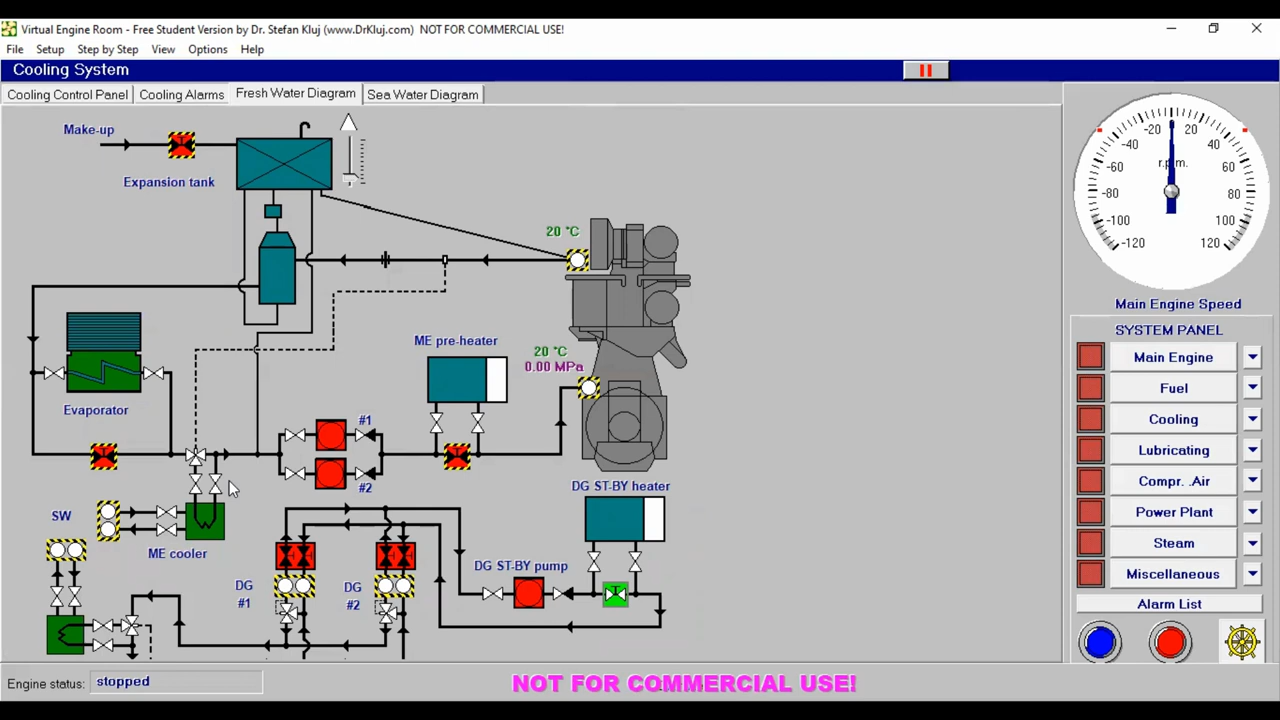 Virtual Engine Room - Free Student Version by Dr. Stefan Kluj (www.DrKluj.com) NOT FOR COMMERCIAL USE!
File Setup Step by Step View Options Help
Cooling System
Cooling Control Panel Cooling Alarms Fresh Water Diagram Sea Water Diagram
Make-up
Expansion tank
20 °C
ME pre-heater
20 °C
0.00 MPa
Evaporator
#1
#2
SW
ME cooler
DG ST-BY heater
DG ST-BY pump
DG
#1
DG
#2
-20 20
-40 40
r.p.m.
-60 60
-80 80
-100 100
-120 120
Main Engine Speed
SYSTEM PANEL
Main Engine
Fuel
Cooling
Lubricating
Compr. .Air
Power Plant
Steam
Miscellaneous
Alarm List
Engine status: stopped
NOT FOR COMMERCIAL USE!